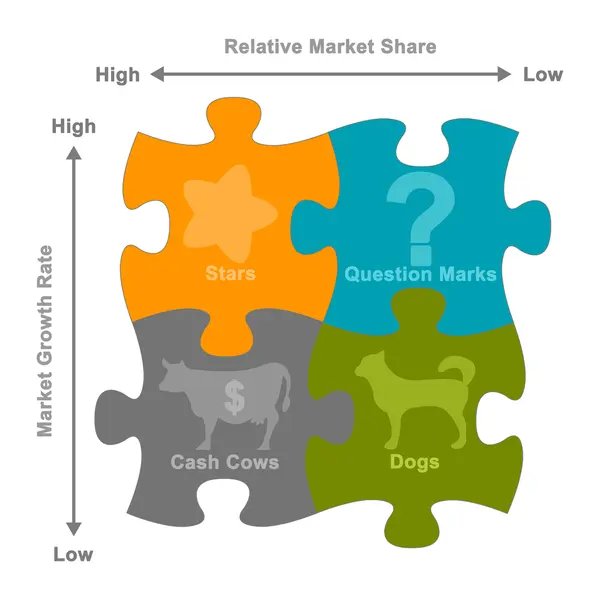 Relative Market Share
High
Low
High
Market Growth Rate
Stars
Question Marks
$
Cash Cows
Dogs
Low